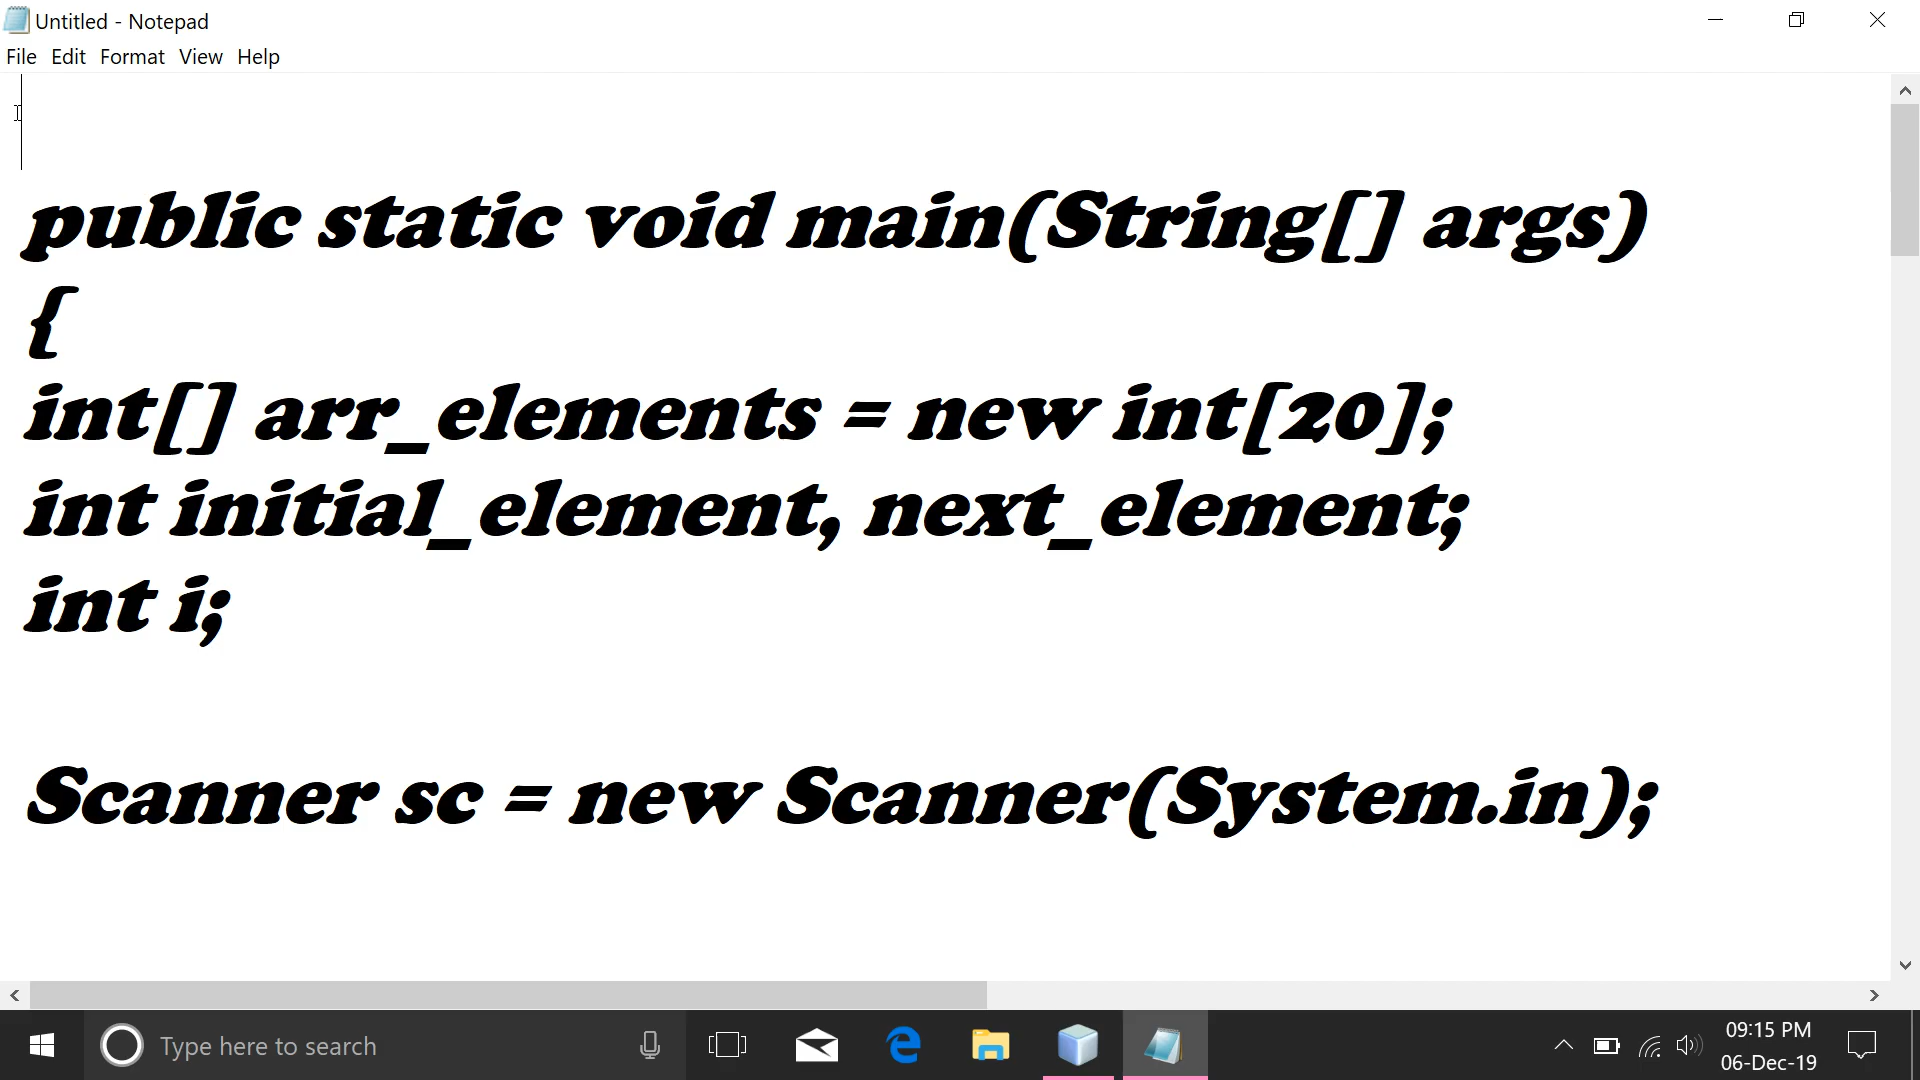 Untitled - Notepad
File Edit Format View Help
public static void main(String[] args)
{
int[] arr_elements = new int[20];
int initial_element, next_element;
int i;
Scanner sc = new Scanner(System.in);
Type here to search
09:15 PM
06-Dec-19